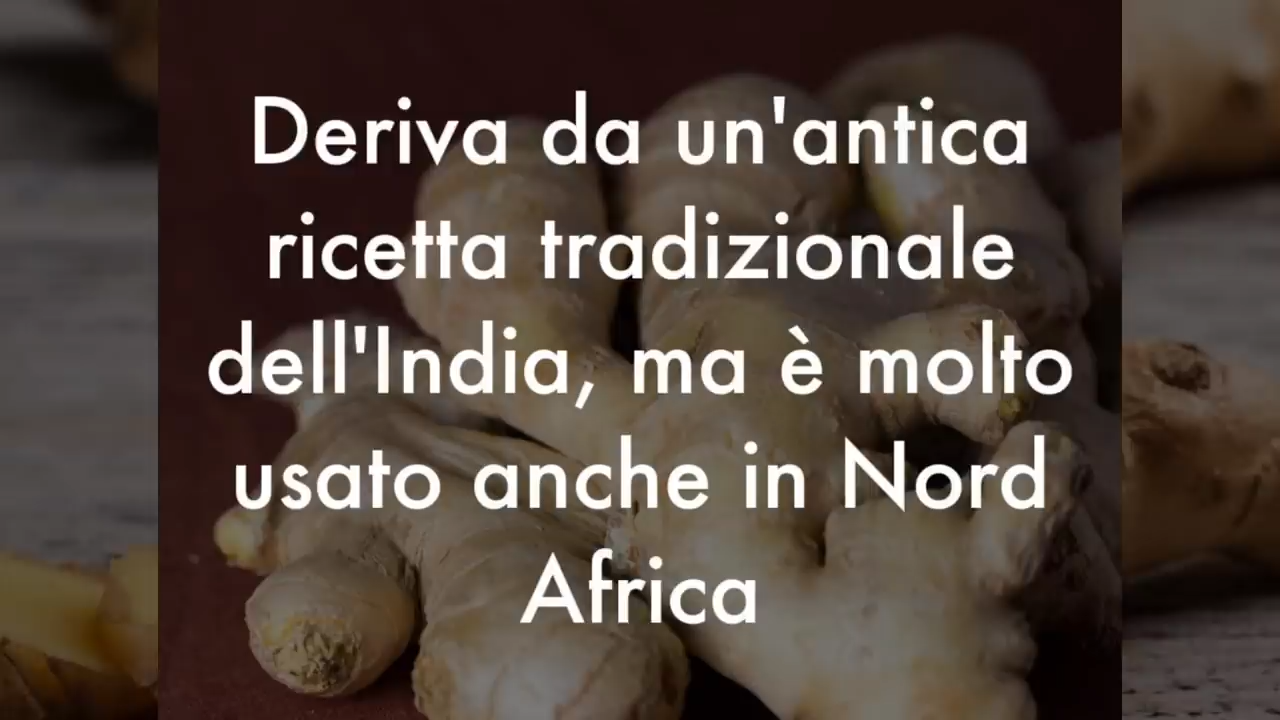 Deriva da un'antica
ricetta tradizionale
dell'India, ma è molto
usato anche in Nord
Africa